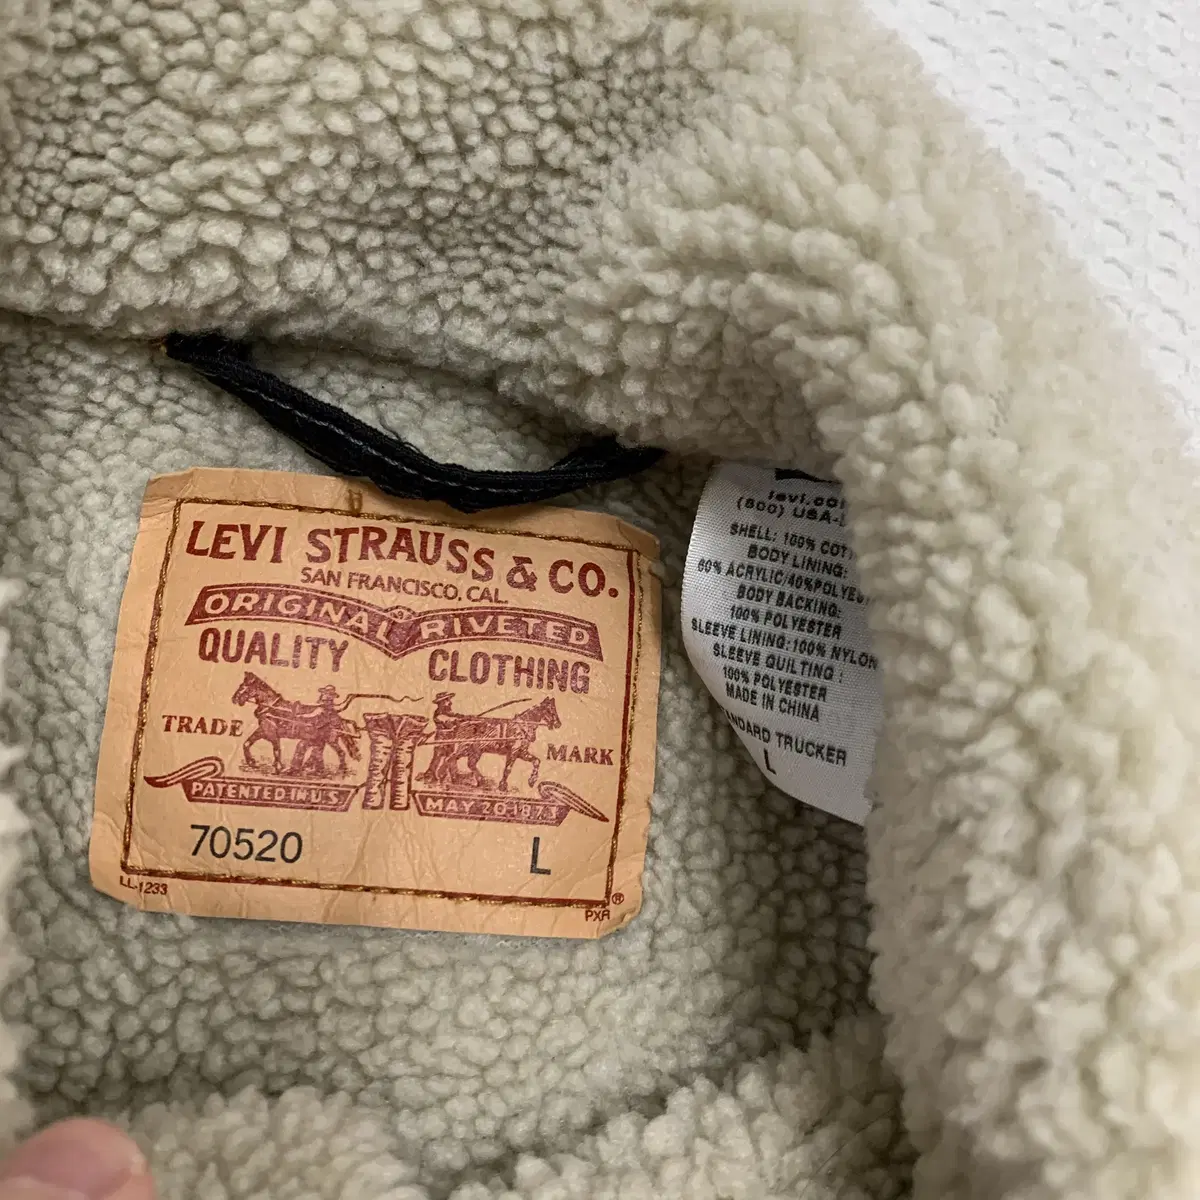 LEVI STRAUSS & CO.
SAN FRANCISCO, CAL.
ORIGINAL RIVETED
QUALITY CLOTHING
TRADE MARK
PATENTED IN U.S. MAY 20 1873
70520 L
LL-1233
®
PXR
levi.co
(800) USA-
SHELL: 100% COT
BODY LINING:
60% ACRYLIC/40%POLYES
BODY BACKING:
100% POLYESTER
SLEEVE LINING:100% NYLON
SLEEVE QUILTING :
100% POLYESTER
MADE IN CHINA
NDARD TRUCKER
L